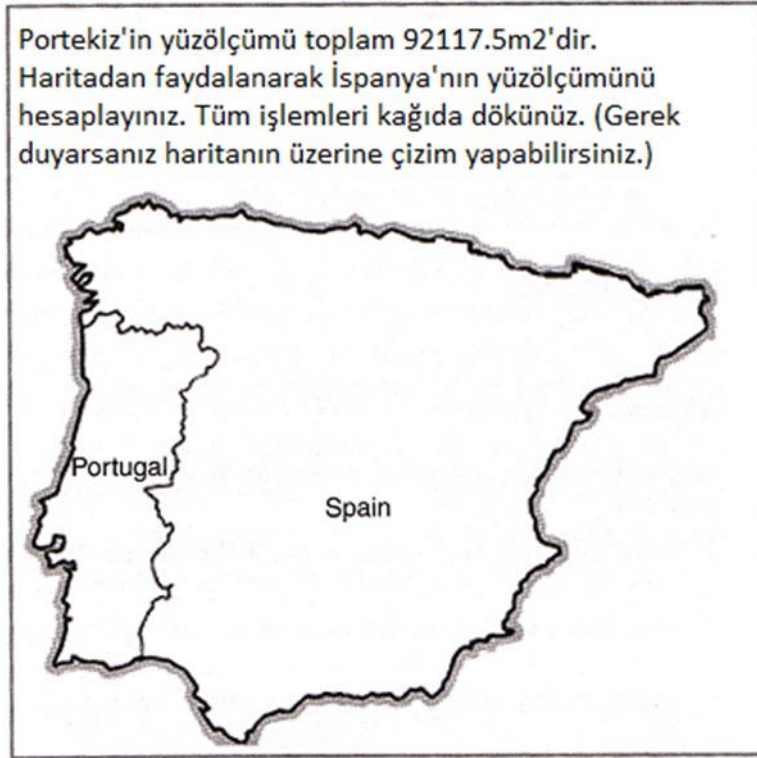 Portekiz'in yüzölçümü toplam 92117.5m2'dir.
Haritadan faydalanarak İspanya'nın yüzölçümünü
hesaplayınız. Tüm işlemleri kağıda dökünüz. (Gerek
duyarsanız haritanın üzerine çizim yapabilirsiniz.)
Portugal
Spain